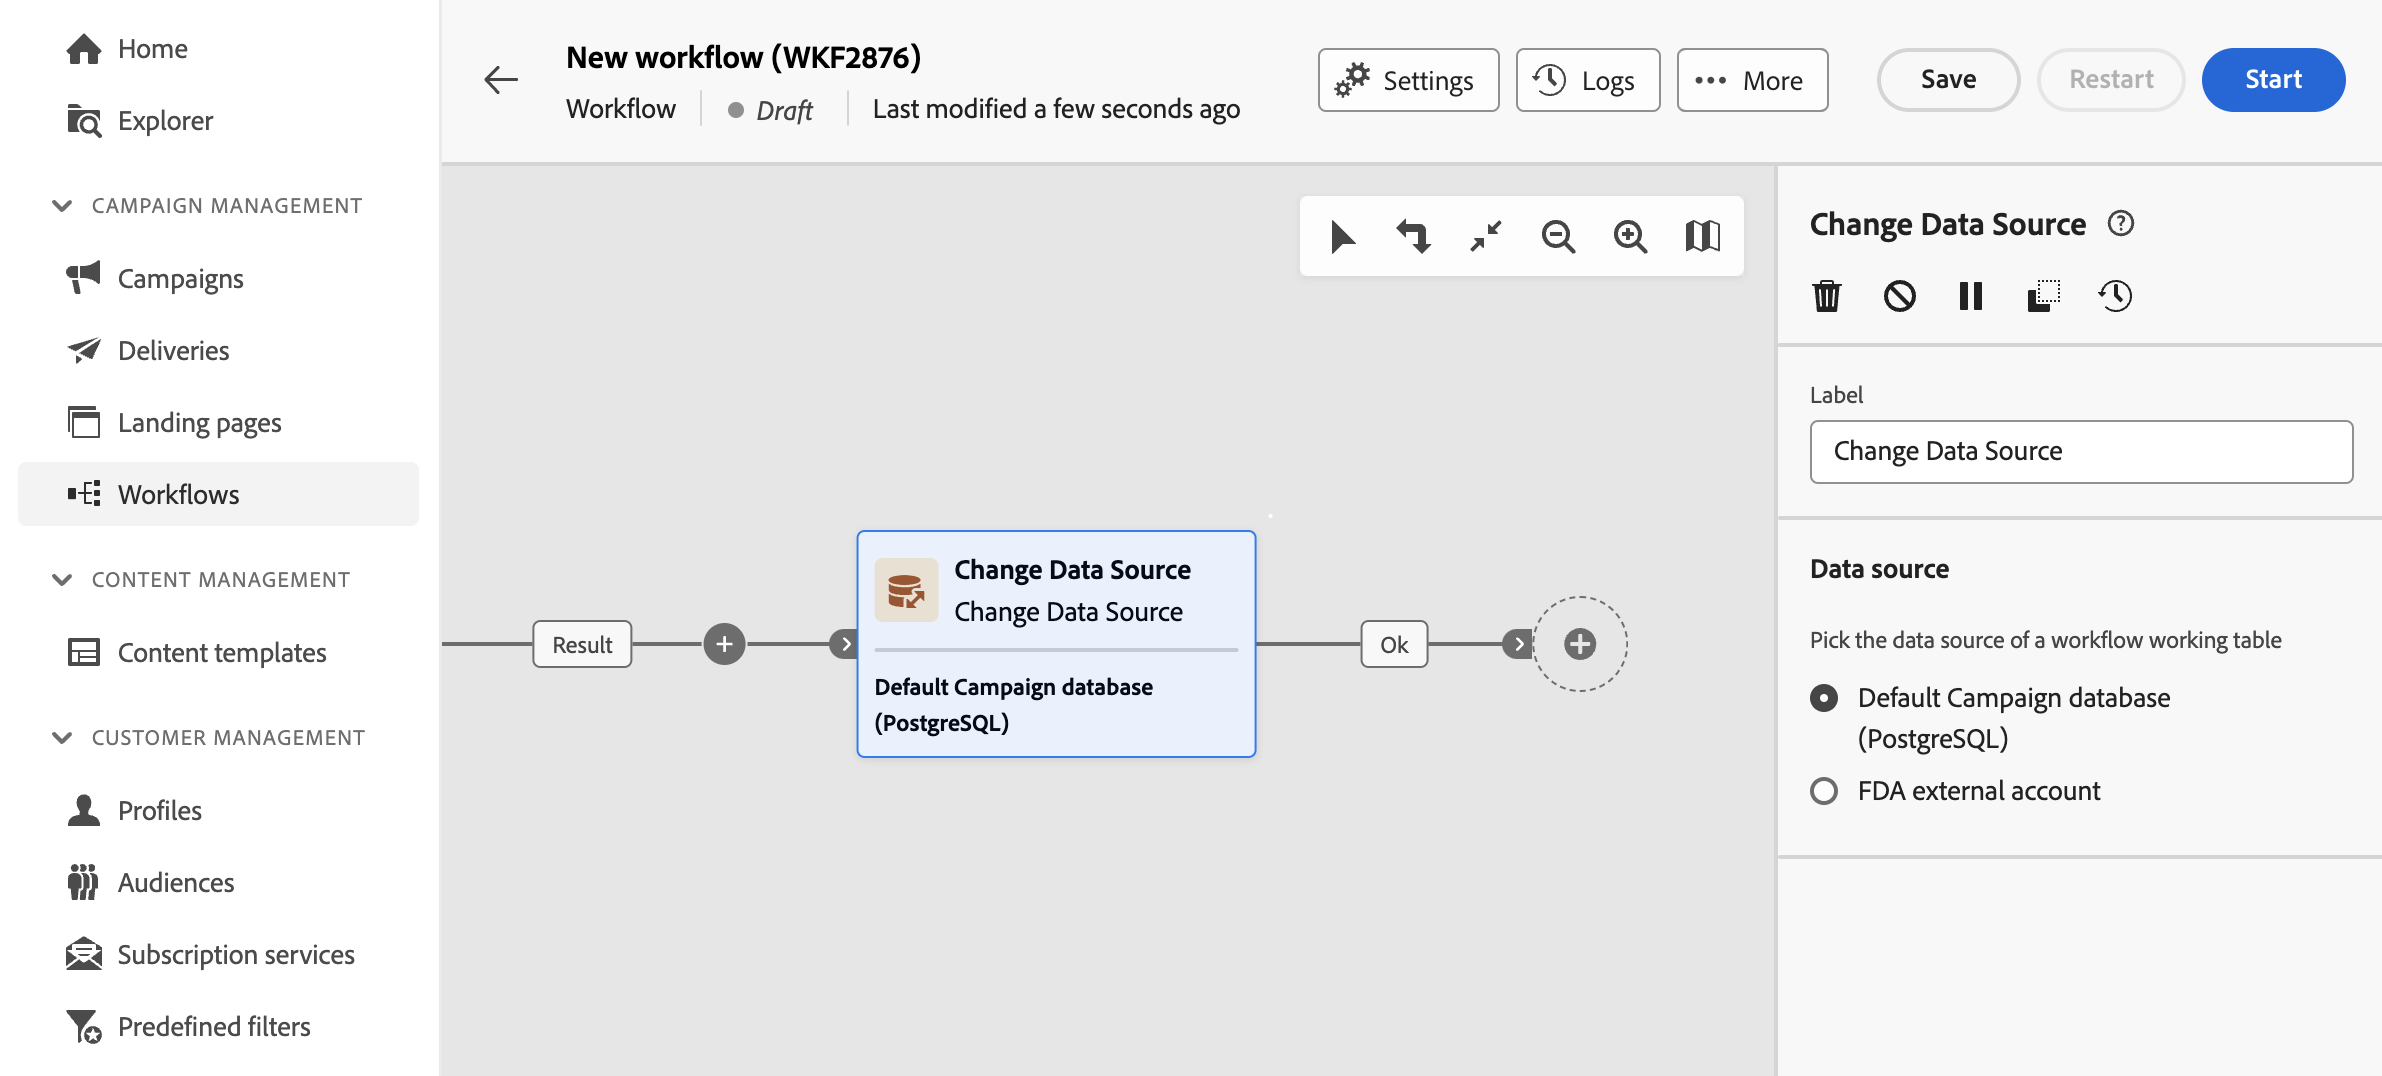 Home
Explorer
CAMPAIGN MANAGEMENT
Campaigns
Deliveries
Landing pages
Workflows
CONTENT MANAGEMENT
Content templates
CUSTOMER MANAGEMENT
Profiles
Audiences
Subscription services
Predefined filters
New workflow (WKF2876)
Workflow
Draft
Last modified a few seconds ago
Settings
Logs
More
Save
Restart
Start
Result
Change Data Source
Change Data Source
Default Campaign database
(PostgreSQL)
Ok
Change Data Source
Label
Change Data Source
Data source
Pick the data source of a workflow working table
Default Campaign database
(PostgreSQL)
FDA external account